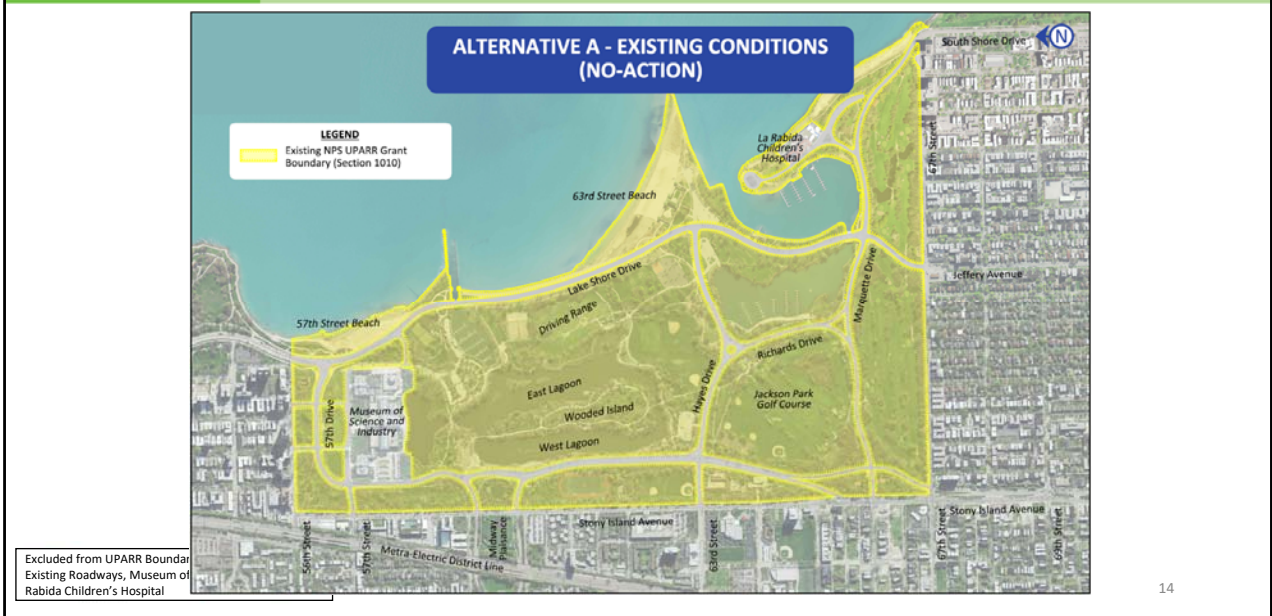 ALTERNATIVE A - EXISTING CONDITIONS
(NO-ACTION)
South Shore Drive
N
LEGEND
Existing NPS UPARR Grant
Boundary (Section 1010)
La Rabida
Children's
Hospital
67th Street
63rd Street Beach
Jeffery Avenue
Lake Shore Drive
Marquette Drive
Driving Range
57th Street Beach
Richards Drive
East Lagoon
Hayes Drive
Jackson Park
Golf Course
Wooded Island
57th Drive
Museum of
Science and
Industry
West Lagoon
Stony Island Avenue
Stony Island Avenue
56th Street
57th Street
Midway
Plaisance
63rd Street
67th Street
69th Street
Metra-Electric District Line
Excluded from UPARR Boundar
Existing Roadways, Museum of
Rabida Children's Hospital
14